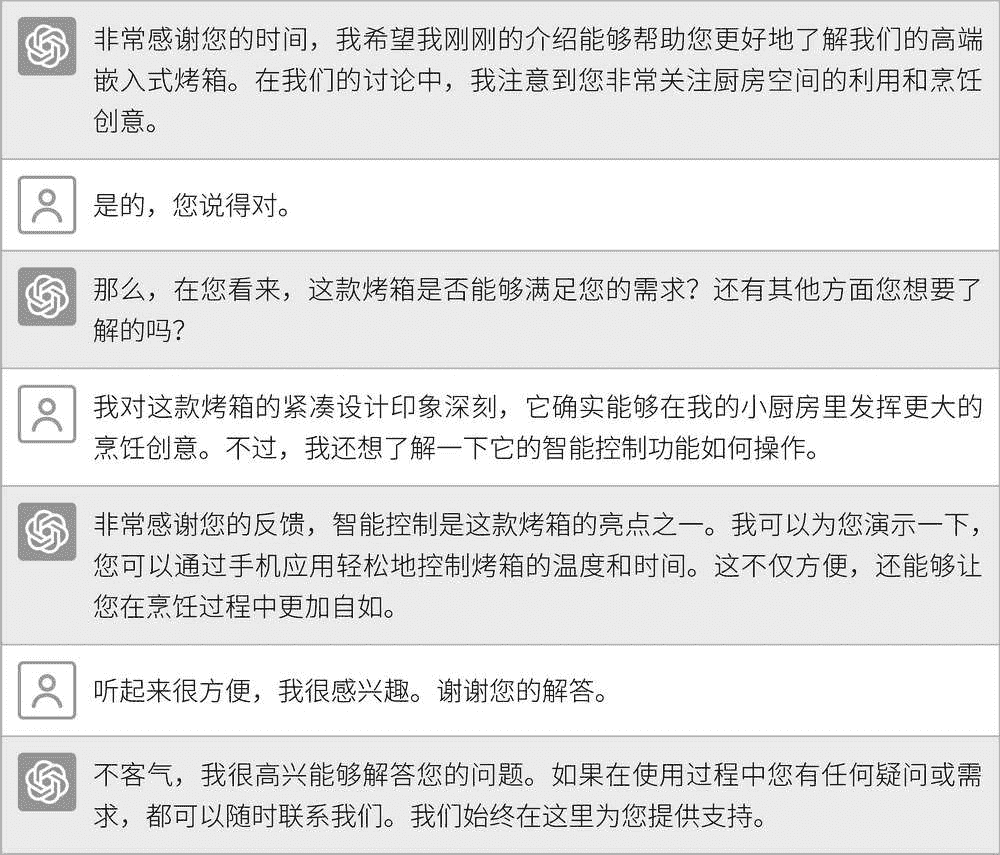 非常感谢您的时间，我希望我刚刚的介绍能够帮助您更好地了解我们的高端
嵌入式烤箱。在我们的讨论中，我注意到您非常关注厨房空间的利用和烹饪
创意。
是的，您说得对。
那么，在您看来，这款烤箱是否能够满足您的需求？还有其他方面您想要了
解的吗？
我对这款烤箱的紧凑设计印象深刻，它确实能够在我的小厨房里发挥更大的
烹饪创意。不过，我还想了解一下它的智能控制功能如何操作。
非常感谢您的反馈，智能控制是这款烤箱的亮点之一。我可以为您演示一下，
您可以通过手机应用轻松地控制烤箱的温度和时间。这不仅方便，还能够让
您在烹饪过程中更加自如。
听起来很方便，我很感兴趣。谢谢您的解答。
不客气，我很高兴能够解答您的问题。如果在使用过程中您有任何疑问或需
求，都可以随时联系我们。我们始终在这里为您提供支持。